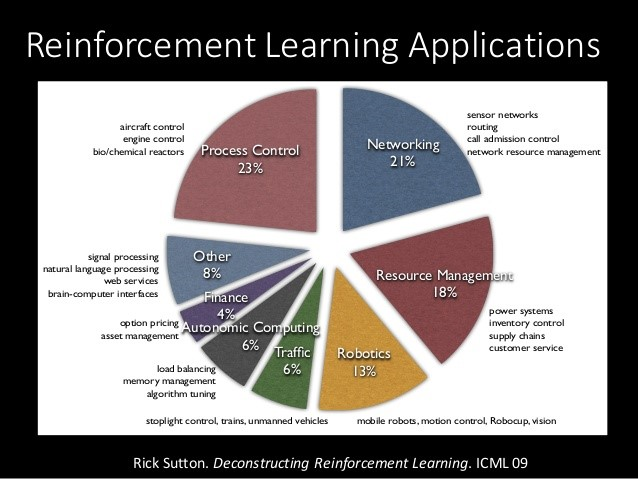 Reinforcement Learning Applications
aircraft control
engine control
bio/chemical reactors
Process Control
23%
Networking
21%
sensor networks
routing
call admission control
network resource management
signal processing
natural language processing
web services
brain-computer interfaces
Other
8%
Resource Management
18%
power systems
inventory control
supply chains
customer service
Finance
4%
option pricing
asset management
Autonomic Computing
6%
load balancing
memory management
algorithm tuning
Traffic
6%
Robotics
13%
stoplight control, trains, unmanned vehicles
mobile robots, motion control, Robocup, vision
Rick Sutton. Deconstructing Reinforcement Learning. ICML 09